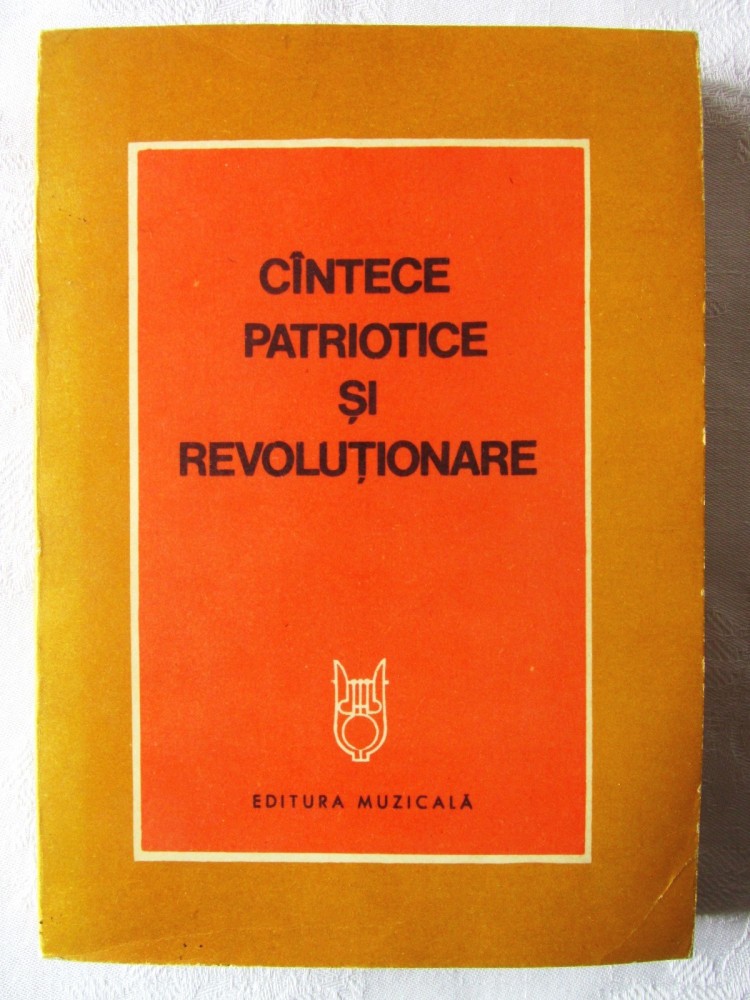 CÎNTECE
PATRIOTICE
ȘI
REVOLUȚIONARE
EDITURA MUZICALĂ